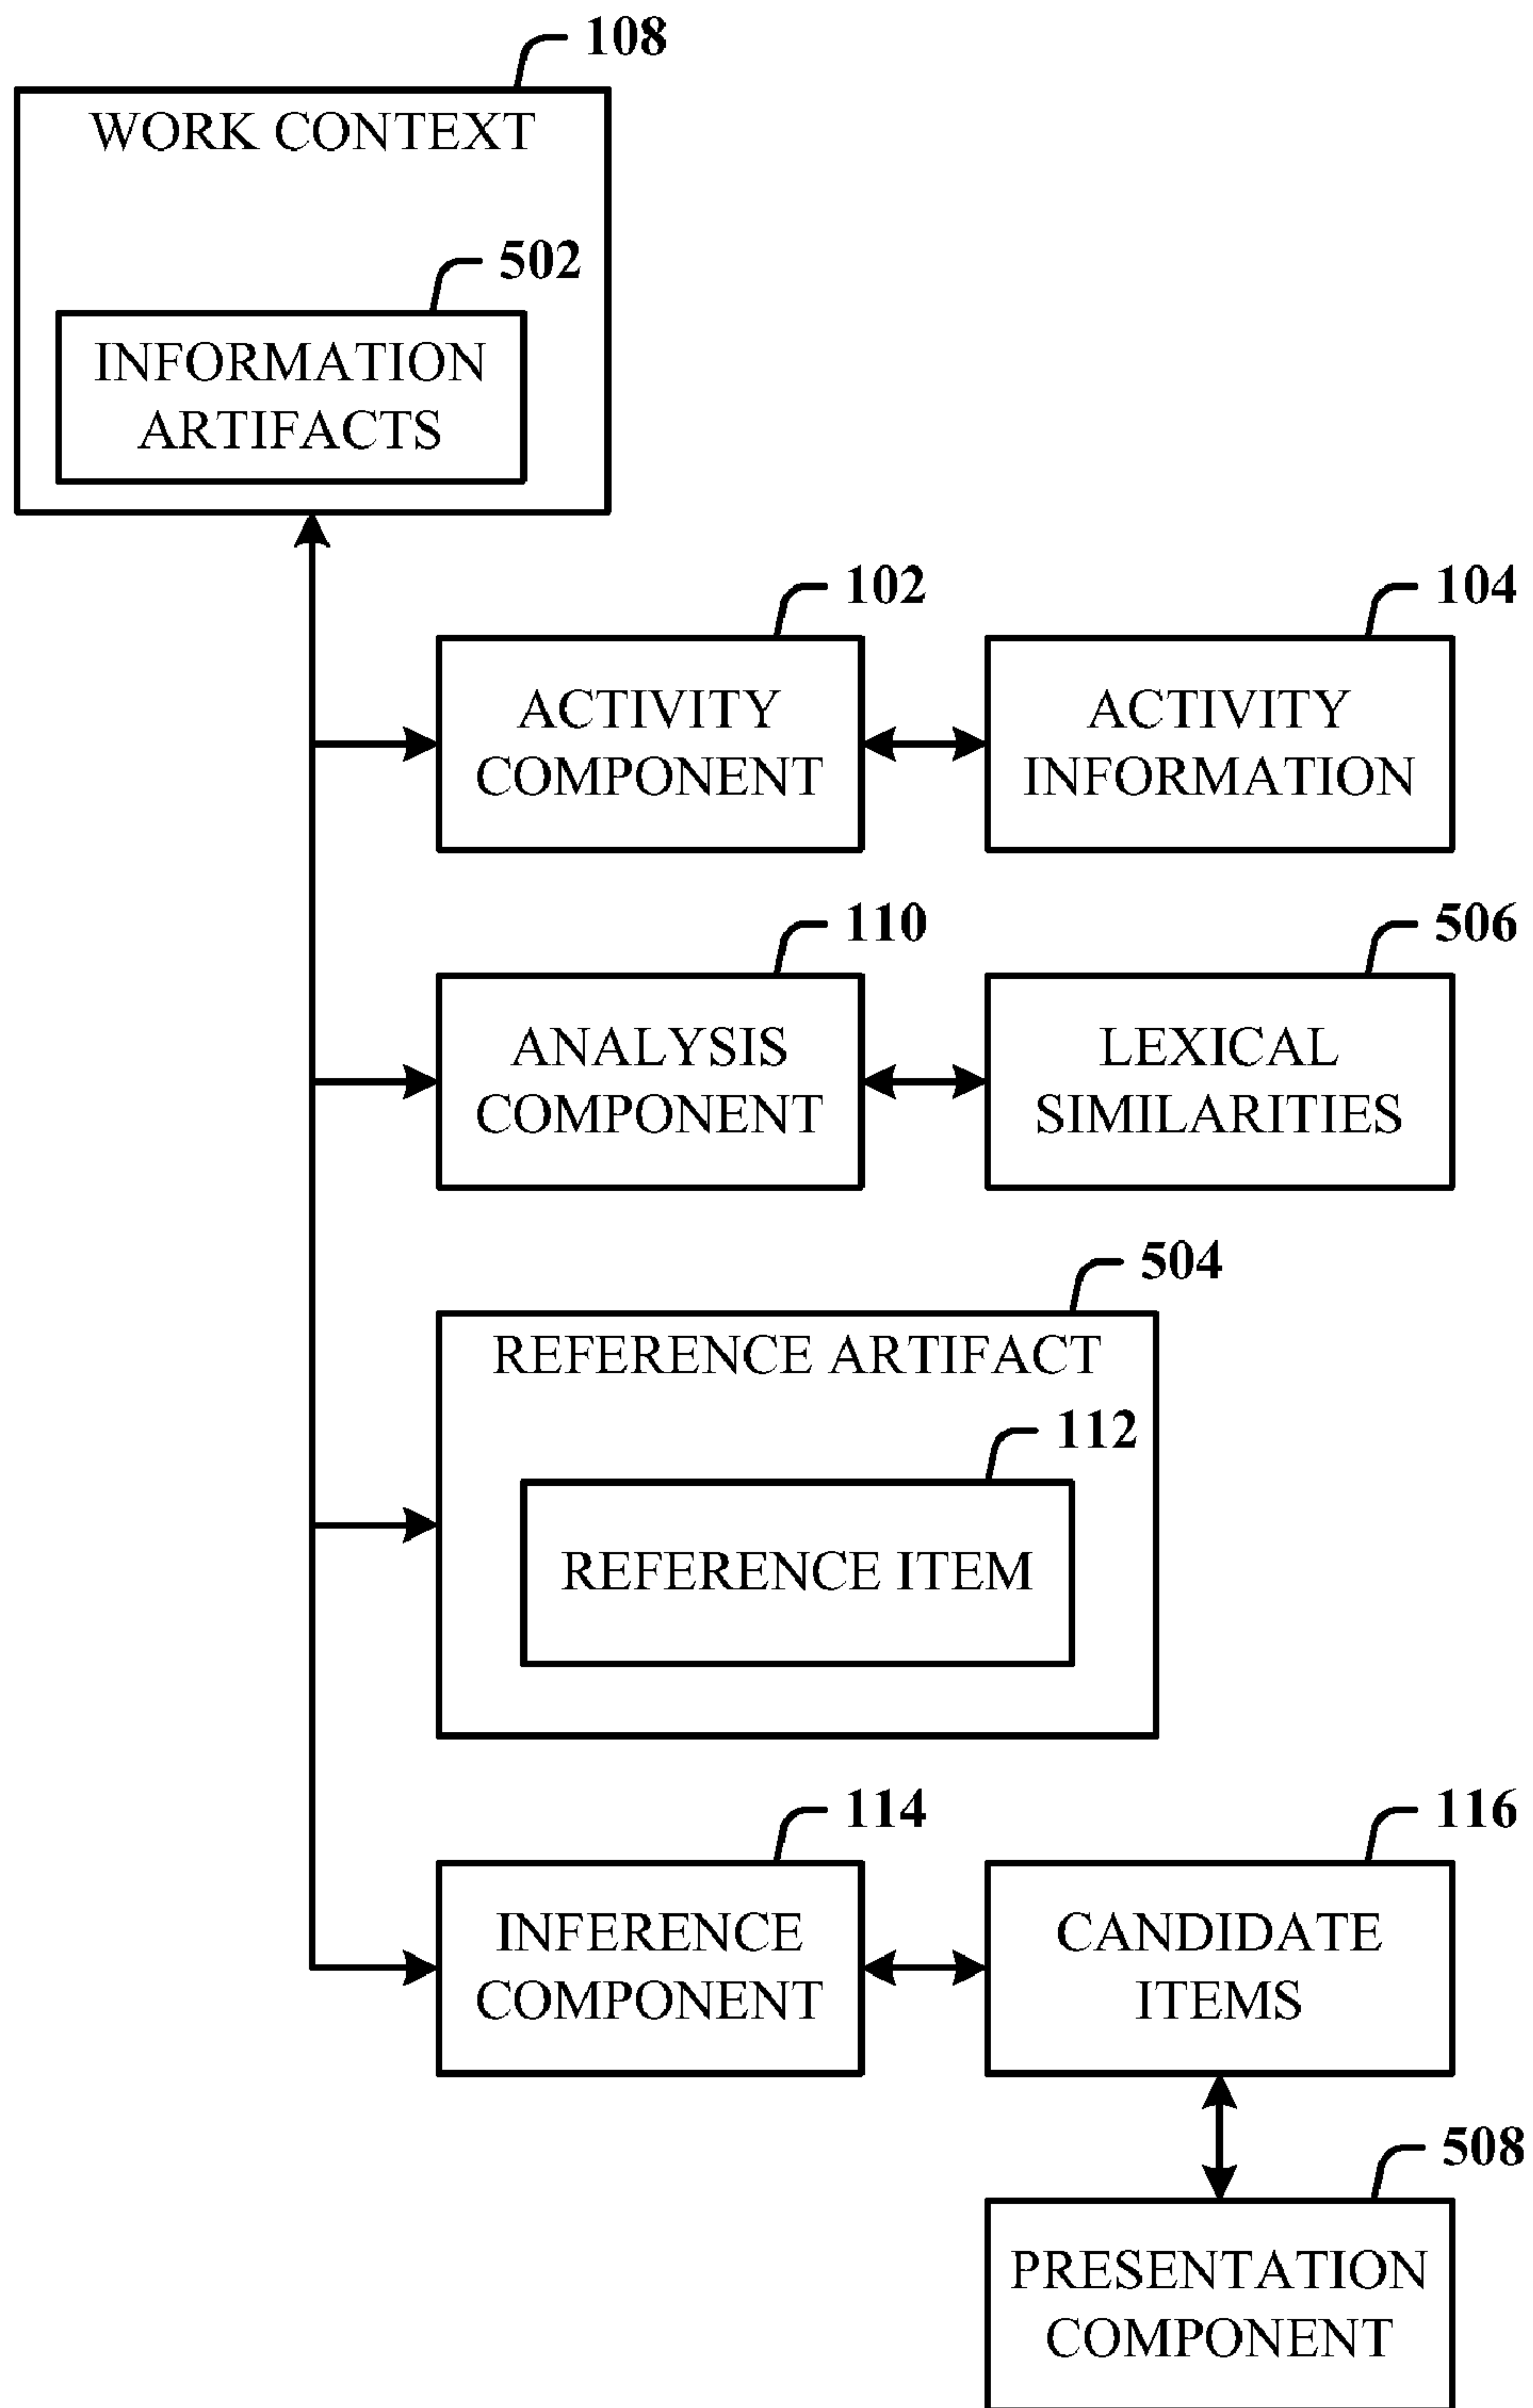 108
WORK CONTEXT
502
INFORMATION
ARTIFACTS
102
104
ACTIVITY
COMPONENT
ACTIVITY
INFORMATION
110
506
ANALYSIS
COMPONENT
LEXICAL
SIMILARITIES
504
REFERENCE ARTIFACT
112
REFERENCE ITEM
114
116
INFERENCE
COMPONENT
CANDIDATE
ITEMS
508
PRESENTATION
COMPONENT